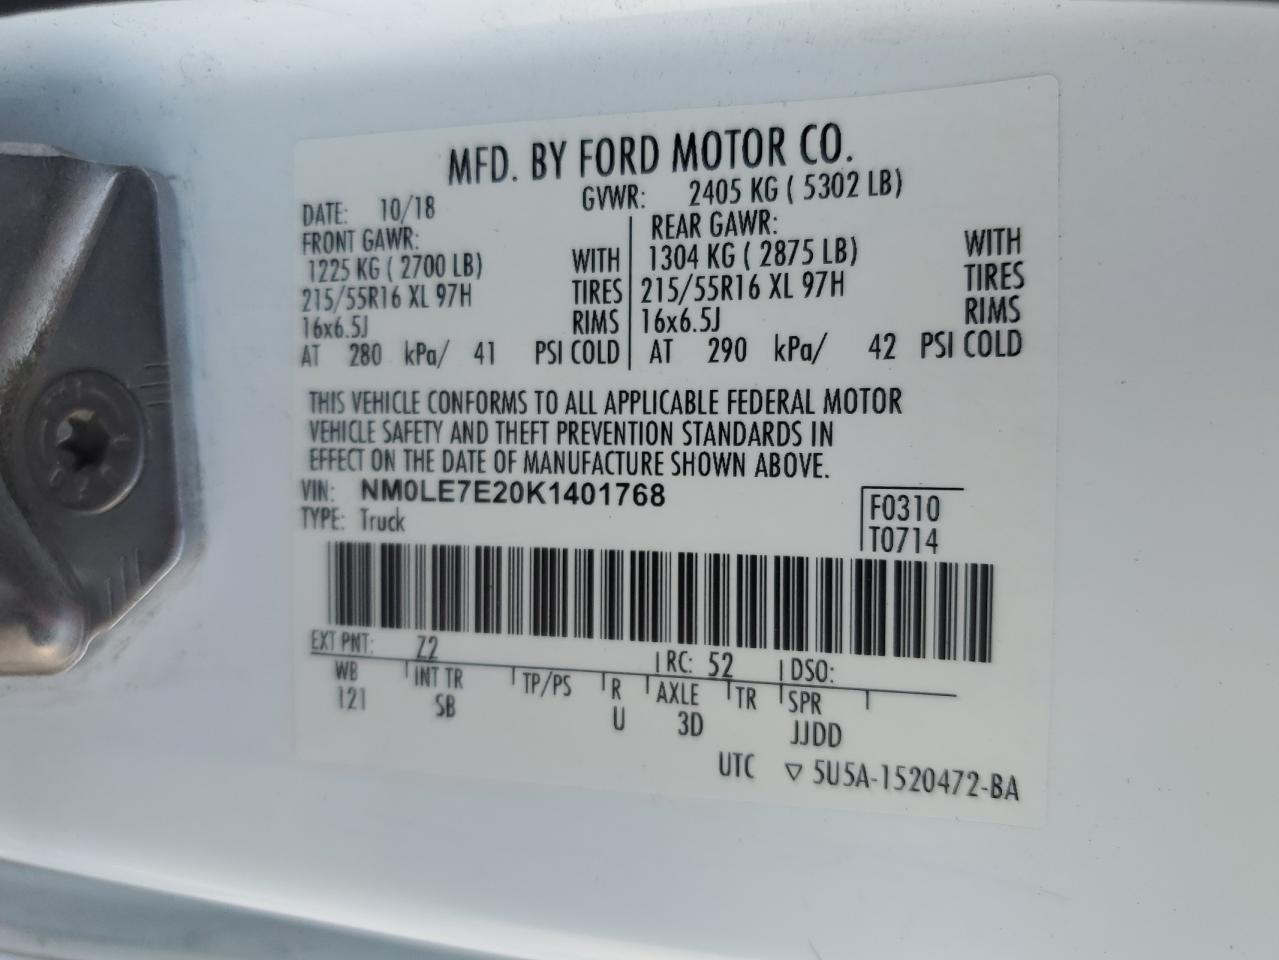 MFD. BY FORD MOTOR CO.
DATE: 10/18 GVWR: 2405 KG ( 5302 LB)
FRONT GAWR: REAR GAWR:
1225 KG ( 2700 LB) WITH 1304 KG ( 2875 LB) WITH
215/55R16 XL 97H TIRES 215/55R16 XL 97H TIRES
16x6.5J RIMS 16x6.5J RIMS
AT 280 kPa/ 41 PSI COLD AT 290 kPa/ 42 PSI COLD
THIS VEHICLE CONFORMS TO ALL APPLICABLE FEDERAL MOTOR
VEHICLE SAFETY AND THEFT PREVENTION STANDARDS IN
EFFECT ON THE DATE OF MANUFACTURE SHOWN ABOVE.
VIN: NM0LE7E20K1401768 F0310
TYPE: Truck T0714
EXT PNT: Z2 RC: 52 DSO:
WB INT TR TP/PS R AXLE TR SPR
121 SB U 3D JJDD
UTC ▽ 5U5A-1520472-BA